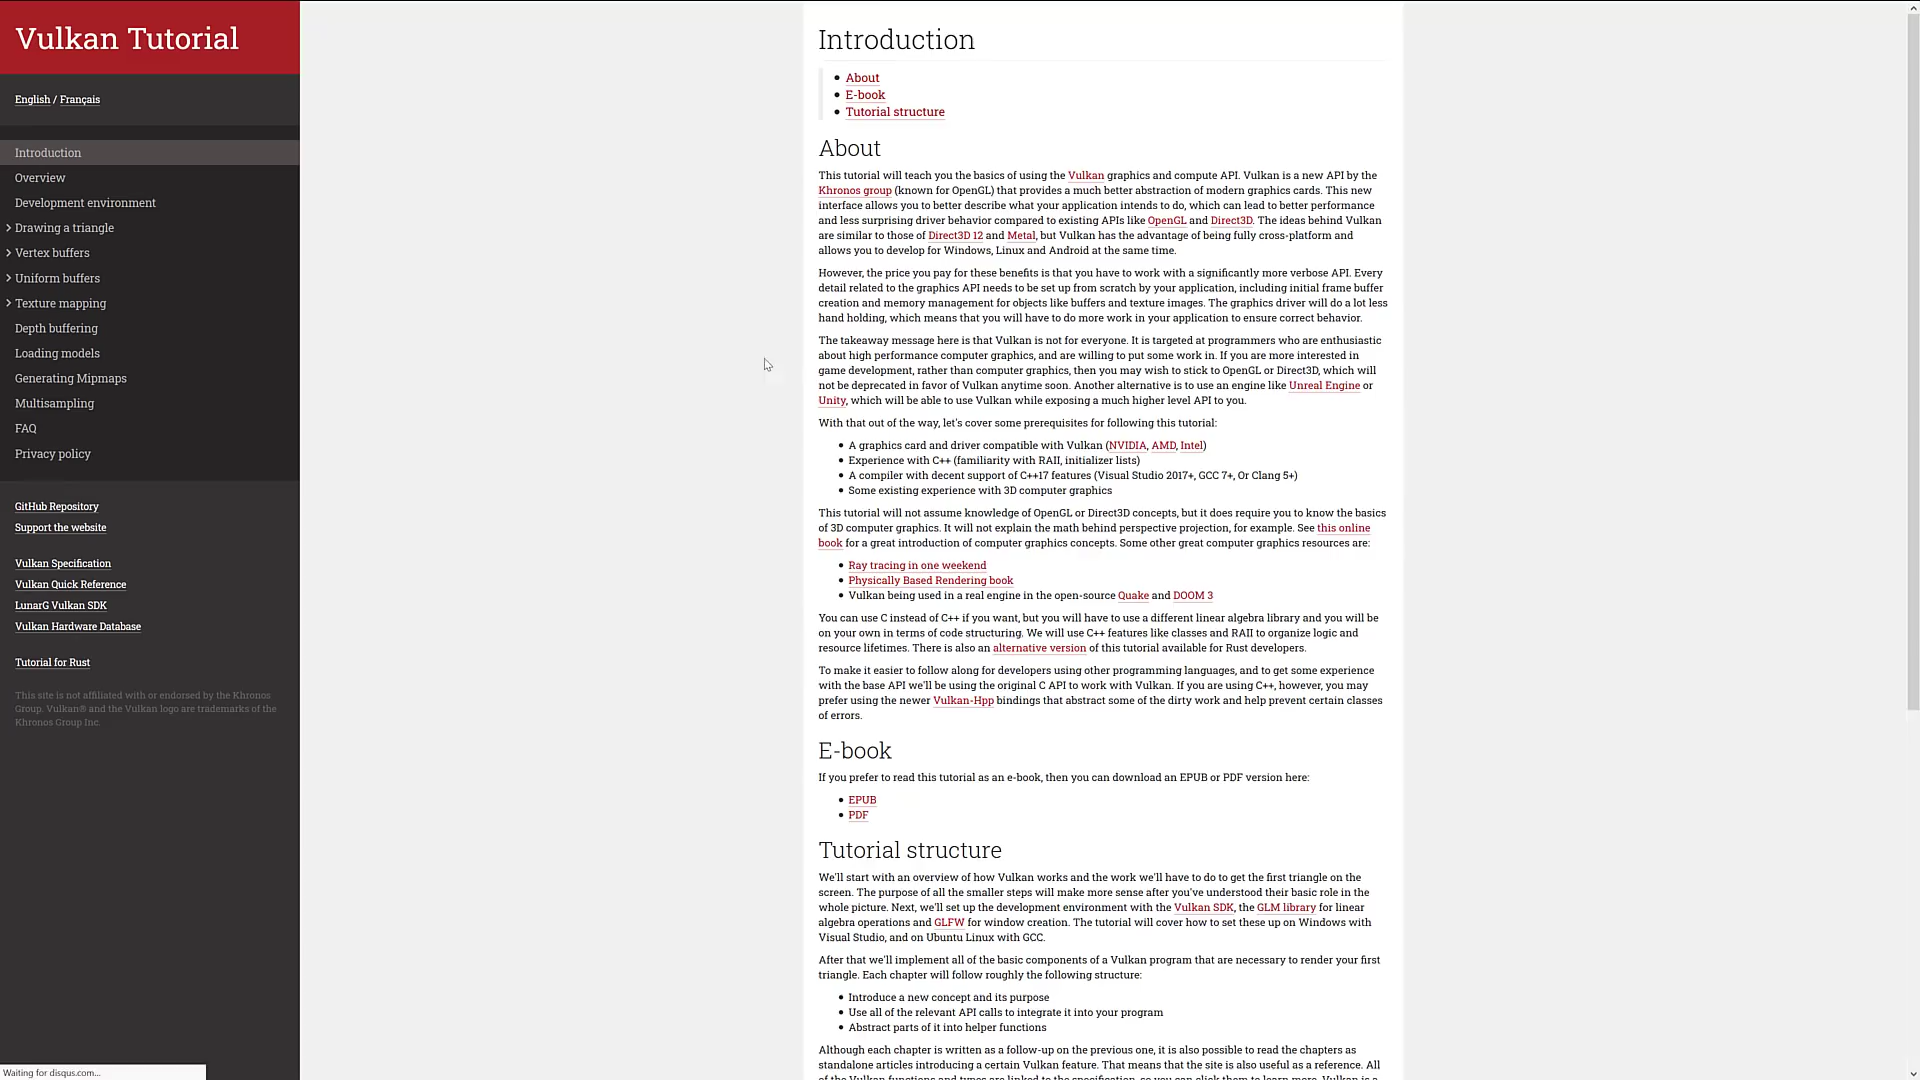 Vulkan Tutorial
English / Français
Introduction
Overview
Development environment
Drawing a triangle
Vertex buffers
Uniform buffers
Texture mapping
Depth buffering
Loading models
Generating Mipmaps
Multisampling
FAQ
Privacy policy
GitHub Repository
Support the website
Vulkan Specification
Vulkan Quick Reference
LunarG Vulkan SDK
Vulkan Hardware Database
Tutorial for Rust
This site is not affiliated with or endorsed by the Khronos
Group. Vulkan® and the Vulkan logo are trademarks of the
Khronos Group Inc.
Waiting for disqus.com...
Introduction
About
E-book
Tutorial structure
About
This tutorial will teach you the basics of using the Vulkan graphics and compute API. Vulkan is a new API by the
Khronos group (known for OpenGL) that provides a much better abstraction of modern graphics cards. This new
interface allows you to better describe what your application intends to do, which can lead to better performance
and less surprising driver behavior compared to existing APIs like OpenGL and Direct3D. The ideas behind Vulkan
are similar to those of Direct3D 12 and Metal, but Vulkan has the advantage of being fully cross-platform and
allows you to develop for Windows, Linux and Android at the same time.
However, the price you pay for these benefits is that you have to work with a significantly more verbose API. Every
detail related to the graphics API needs to be set up from scratch by your application, including initial frame buffer
creation and memory management for objects like buffers and texture images. The graphics driver will do a lot less
hand holding, which means that you will have to do more work in your application to ensure correct behavior.
The takeaway message here is that Vulkan is not for everyone. It is targeted at programmers who are enthusiastic
about high performance computer graphics, and are willing to put some work in. If you are more interested in
game development, rather than computer graphics, then you may wish to stick to OpenGL or Direct3D, which will
not be deprecated in favor of Vulkan anytime soon. Another alternative is to use an engine like Unreal Engine or
Unity, which will be able to use Vulkan while exposing a much higher level API to you.
With that out of the way, let's cover some prerequisites for following this tutorial:
A graphics card and driver compatible with Vulkan (NVIDIA, AMD, Intel)
Experience with C++ (familiarity with RAII, initializer lists)
A compiler with decent support of C++17 features (Visual Studio 2017+, GCC 7+, Or Clang 5+)
Some existing experience with 3D computer graphics
This tutorial will not assume knowledge of OpenGL or Direct3D concepts, but it does require you to know the basics
of 3D computer graphics. It will not explain the math behind perspective projection, for example. See this online
book for a great introduction of computer graphics concepts. Some other great computer graphics resources are:
Ray tracing in one weekend
Physically Based Rendering book
Vulkan being used in a real engine in the open-source Quake and DOOM 3
You can use C instead of C++ if you want, but you will have to use a different linear algebra library and you will be
on your own in terms of code structuring. We will use C++ features like classes and RAII to organize logic and
resource lifetimes. There is also an alternative version of this tutorial available for Rust developers.
To make it easier to follow along for developers using other programming languages, and to get some experience
with the base API we'll be using the original C API to work with Vulkan. If you are using C++, however, you may
prefer using the newer Vulkan-Hpp bindings that abstract some of the dirty work and help prevent certain classes
of errors.
E-book
If you prefer to read this tutorial as an e-book, then you can download an EPUB or PDF version here:
EPUB
PDF
Tutorial structure
We'll start with an overview of how Vulkan works and the work we'll have to do to get the first triangle on the
screen. The purpose of all the smaller steps will make more sense after you've understood their basic role in the
whole picture. Next, we'll set up the development environment with the Vulkan SDK, the GLM library for linear
algebra operations and GLFW for window creation. The tutorial will cover how to set these up on Windows with
Visual Studio, and on Ubuntu Linux with GCC.
After that we'll implement all of the basic components of a Vulkan program that are necessary to render your first
triangle. Each chapter will follow roughly the following structure:
Introduce a new concept and its purpose
Use all of the relevant API calls to integrate it into your program
Abstract parts of it into helper functions
Although each chapter is written as a follow-up on the previous one, it is also possible to read the chapters as
standalone articles introducing a certain Vulkan feature. That means that the site is also useful as a reference. All
of the Vulkan functions and types are linked to the specification, so you can click them to learn more. Vulkan is a